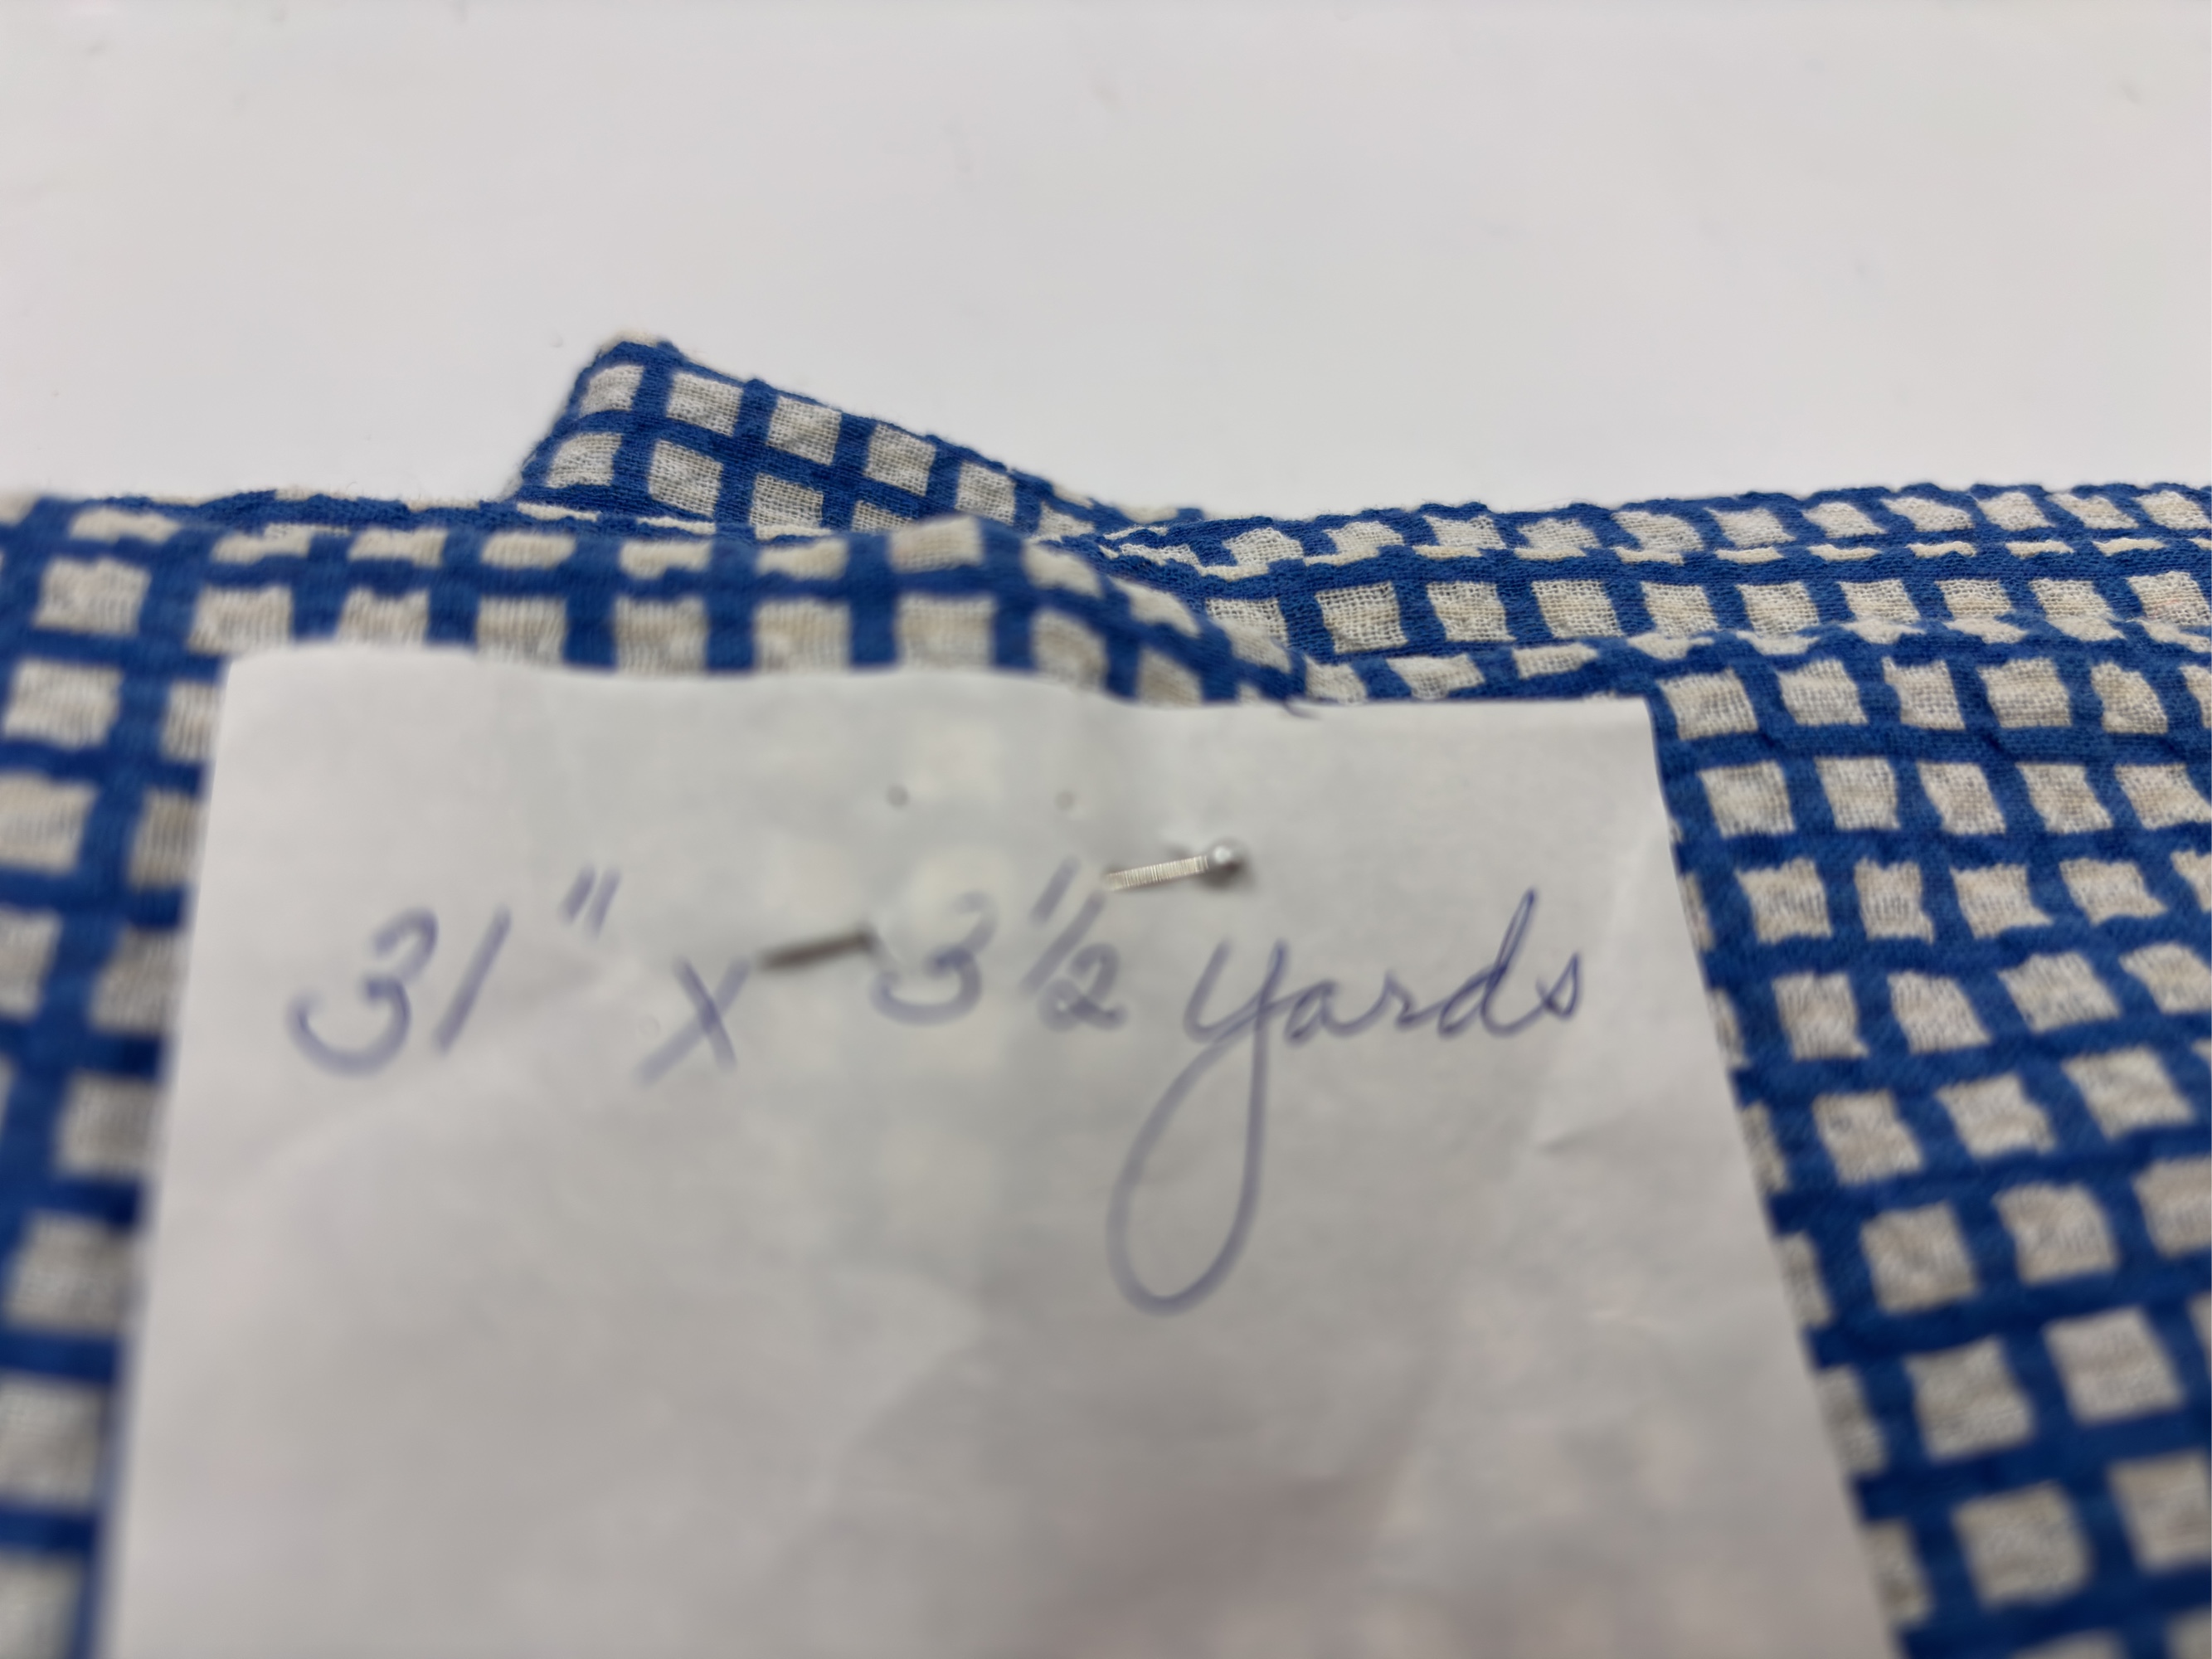 31" x 3½ yards